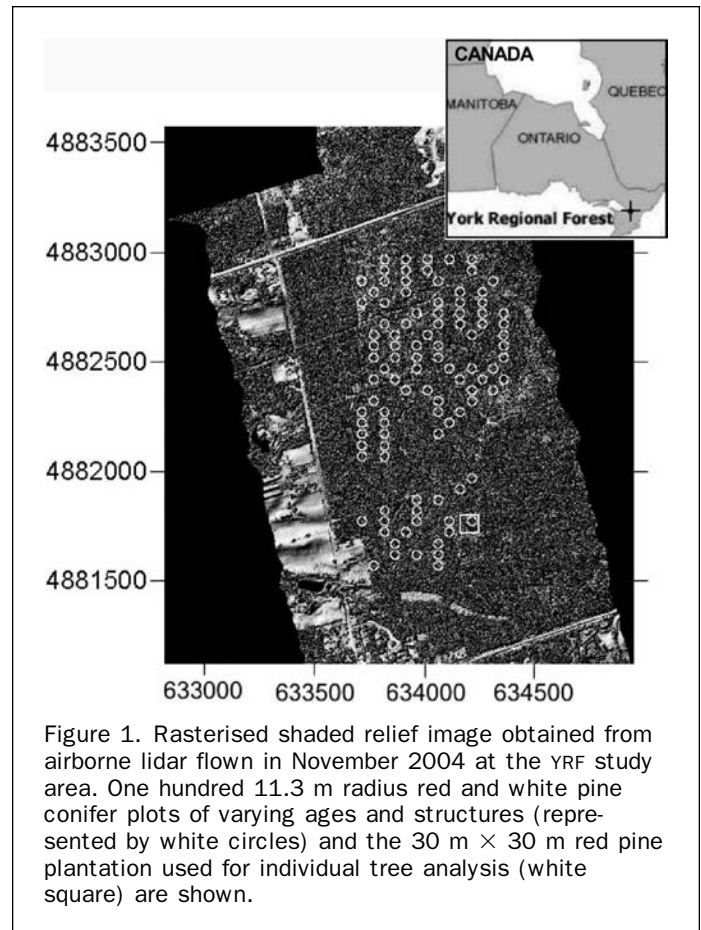 CANADA
MANITOBA
QUEBEC
ONTARIO
York Regional Forest
4883500
4883000
4882500
4882000
4881500
633000 633500 634000 634500
Figure 1. Rasterised shaded relief image obtained from
airborne lidar flown in November 2004 at the YRF study
area. One hundred 11.3 m radius red and white pine
conifer plots of varying ages and structures (repre-
sented by white circles) and the 30 m × 30 m red pine
plantation used for individual tree analysis (white
square) are shown.